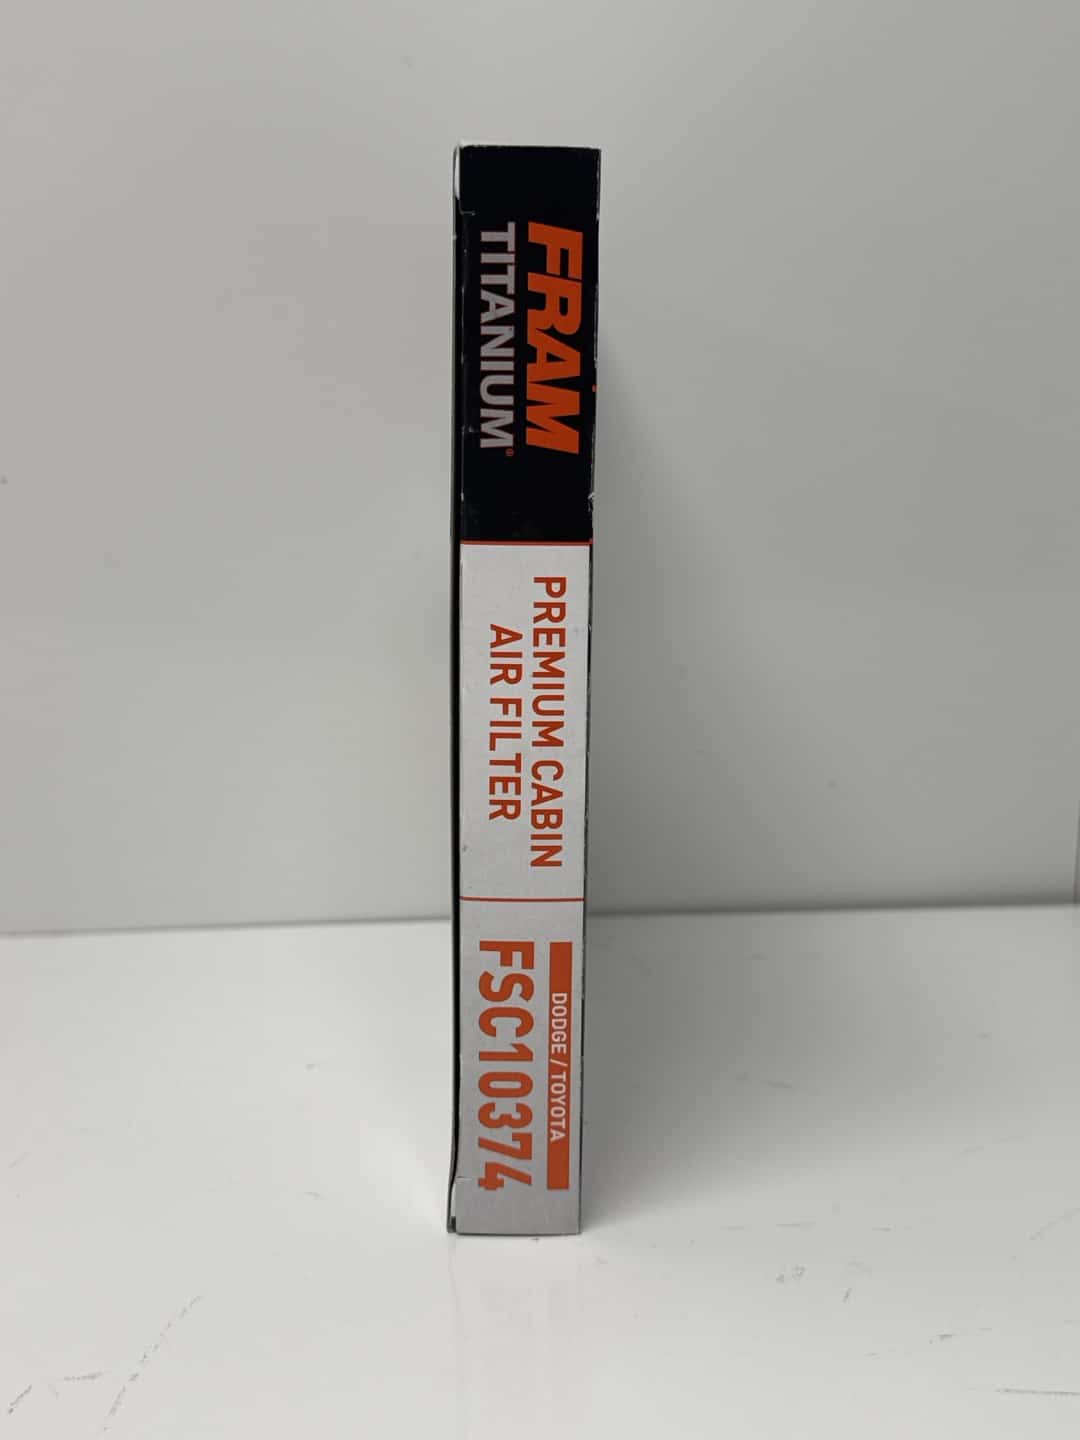 FRAM
TITANIUM®
PREMIUM CABIN
AIR FILTER
DODGE / TOYOTA
FSC10374